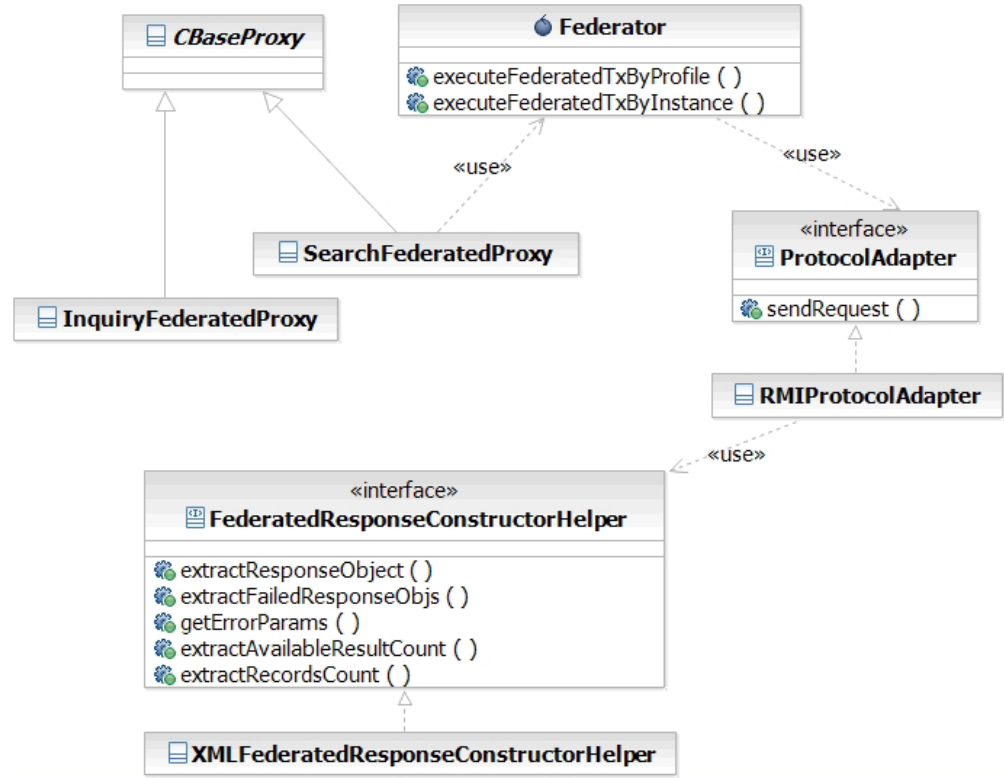 CBaseProxy
Federator
executeFederatedTxByProfile ( )
executeFederatedTxByInstance ( )
«use»
«use»
SearchFederatedProxy
«interface»
ProtocolAdapter
sendRequest ( )
InquiryFederatedProxy
RMIProtocolAdapter
«use»
«interface»
FederatedResponseConstructorHelper
extractResponseObject ( )
extractFailedResponseObjs ( )
getErrorParams ( )
extractAvailableResultCount ( )
extractRecordsCount ( )
XMLFederatedResponseConstructorHelper